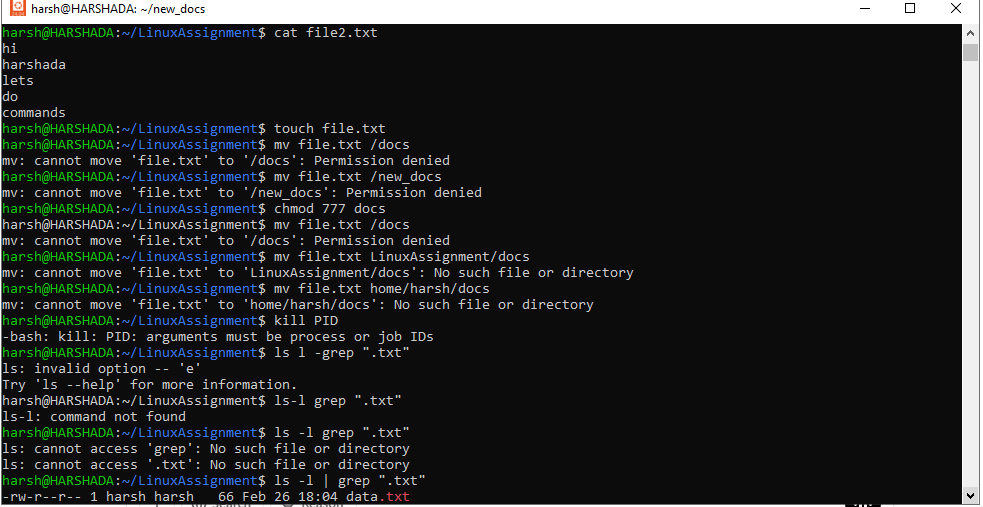 harsh@HARSHADA: ~/new_docs
harsh@HARSHADA:~/LinuxAssignment$ cat file2.txt
hi
harshada
lets
do
commands
harsh@HARSHADA:~/LinuxAssignment$ touch file.txt
harsh@HARSHADA:~/LinuxAssignment$ mv file.txt /docs
mv: cannot move 'file.txt' to '/docs': Permission denied
harsh@HARSHADA:~/LinuxAssignment$ mv file.txt /new_docs
mv: cannot move 'file.txt' to '/new_docs': Permission denied
harsh@HARSHADA:~/LinuxAssignment$ chmod 777 docs
harsh@HARSHADA:~/LinuxAssignment$ mv file.txt /docs
mv: cannot move 'file.txt' to '/docs': Permission denied
harsh@HARSHADA:~/LinuxAssignment$ mv file.txt LinuxAssignment/docs
mv: cannot move 'file.txt' to 'LinuxAssignment/docs': No such file or directory
harsh@HARSHADA:~/LinuxAssignment$ mv file.txt home/harsh/docs
mv: cannot move 'file.txt' to 'home/harsh/docs': No such file or directory
harsh@HARSHADA:~/LinuxAssignment$ kill PID
-bash: kill: PID: arguments must be process or job IDs
harsh@HARSHADA:~/LinuxAssignment$ ls l -grep ".txt"
ls: invalid option -- 'e'
Try 'ls --help' for more information.
harsh@HARSHADA:~/LinuxAssignment$ ls-l grep ".txt"
ls-l: command not found
harsh@HARSHADA:~/LinuxAssignment$ ls -l grep ".txt"
ls: cannot access 'grep': No such file or directory
ls: cannot access '.txt': No such file or directory
harsh@HARSHADA:~/LinuxAssignment$ ls -l | grep ".txt"
-rw-r--r-- 1 harsh harsh   66 Feb 26 18:04 data.txt